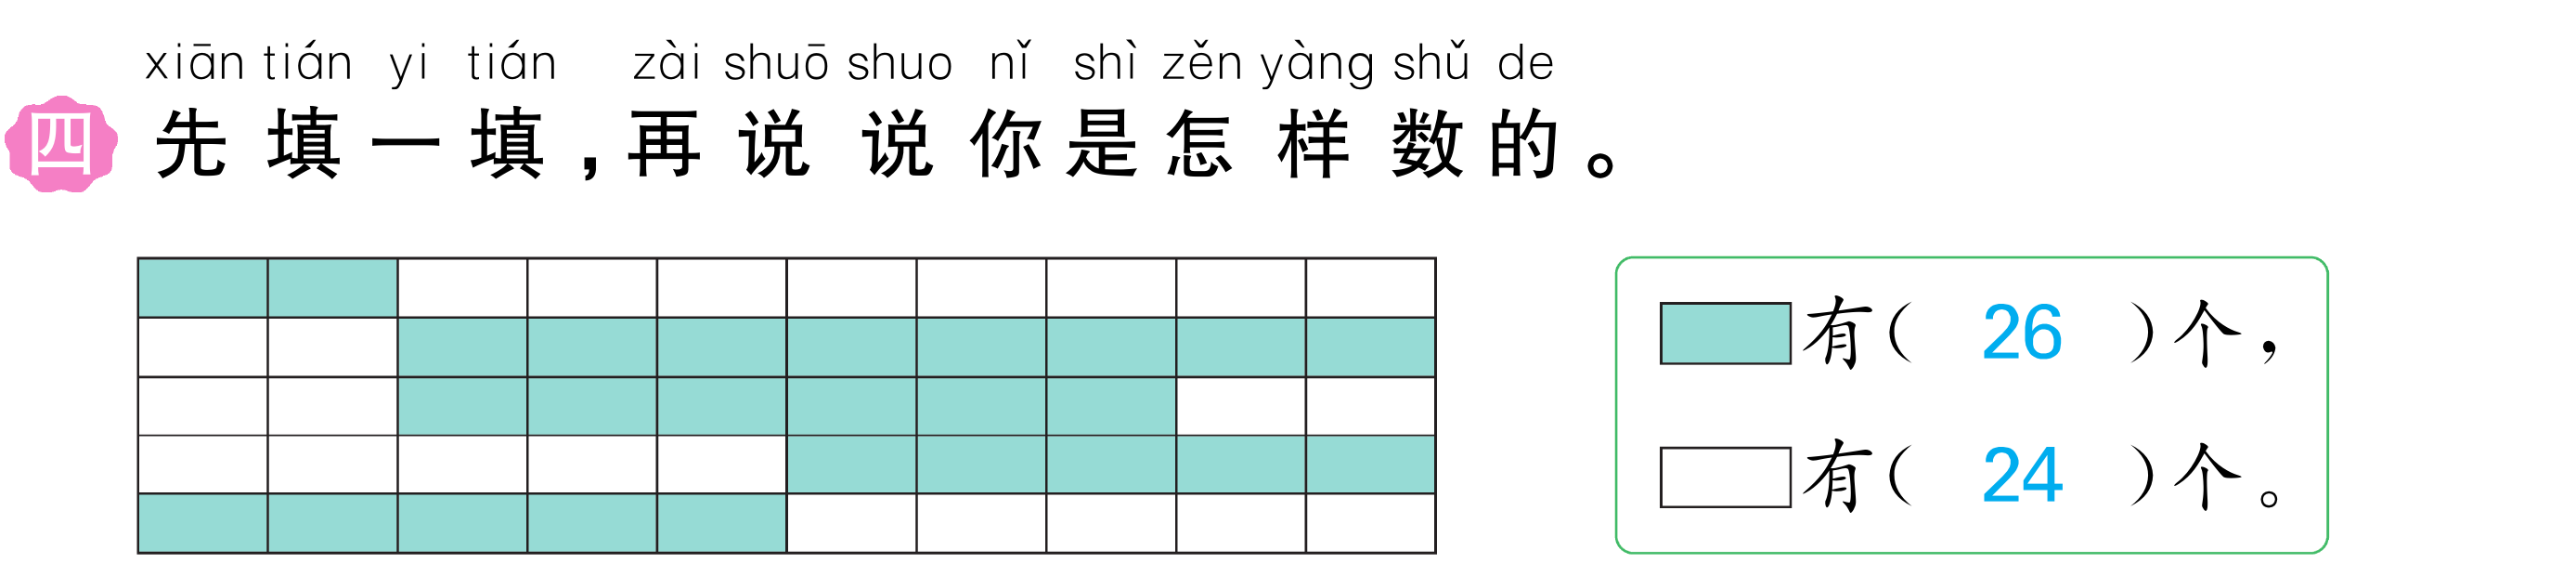 xiān tián yi tián zài shuō shuo nǐ shì zěn yàng shǔ de
四 先填一填,再说说你是怎样数的。
有( 26 )个,
有( 24 )个。